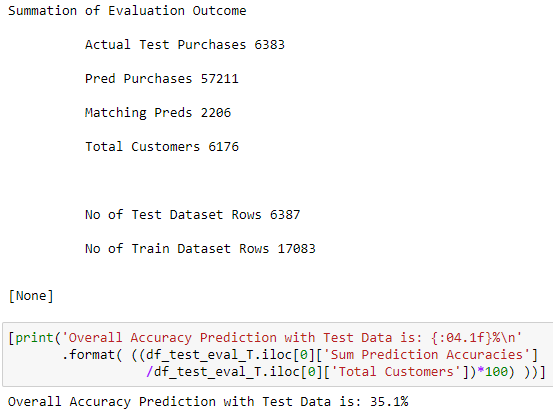 Summation of Evaluation Outcome
Actual Test Purchases 6383
Pred Purchases 57211
Matching Preds 2206
Total Customers 6176
No of Test Dataset Rows 6387
No of Train Dataset Rows 17083
[None]
[print('Overall Accuracy Prediction with Test Data is: {:04.1f}%\n'
.format( ((df_test_eval_T.iloc[0]['Sum Prediction Accuracies']
/df_test_eval_T.iloc[0]['Total Customers'])*100) ))]
Overall Accuracy Prediction with Test Data is: 35.1%